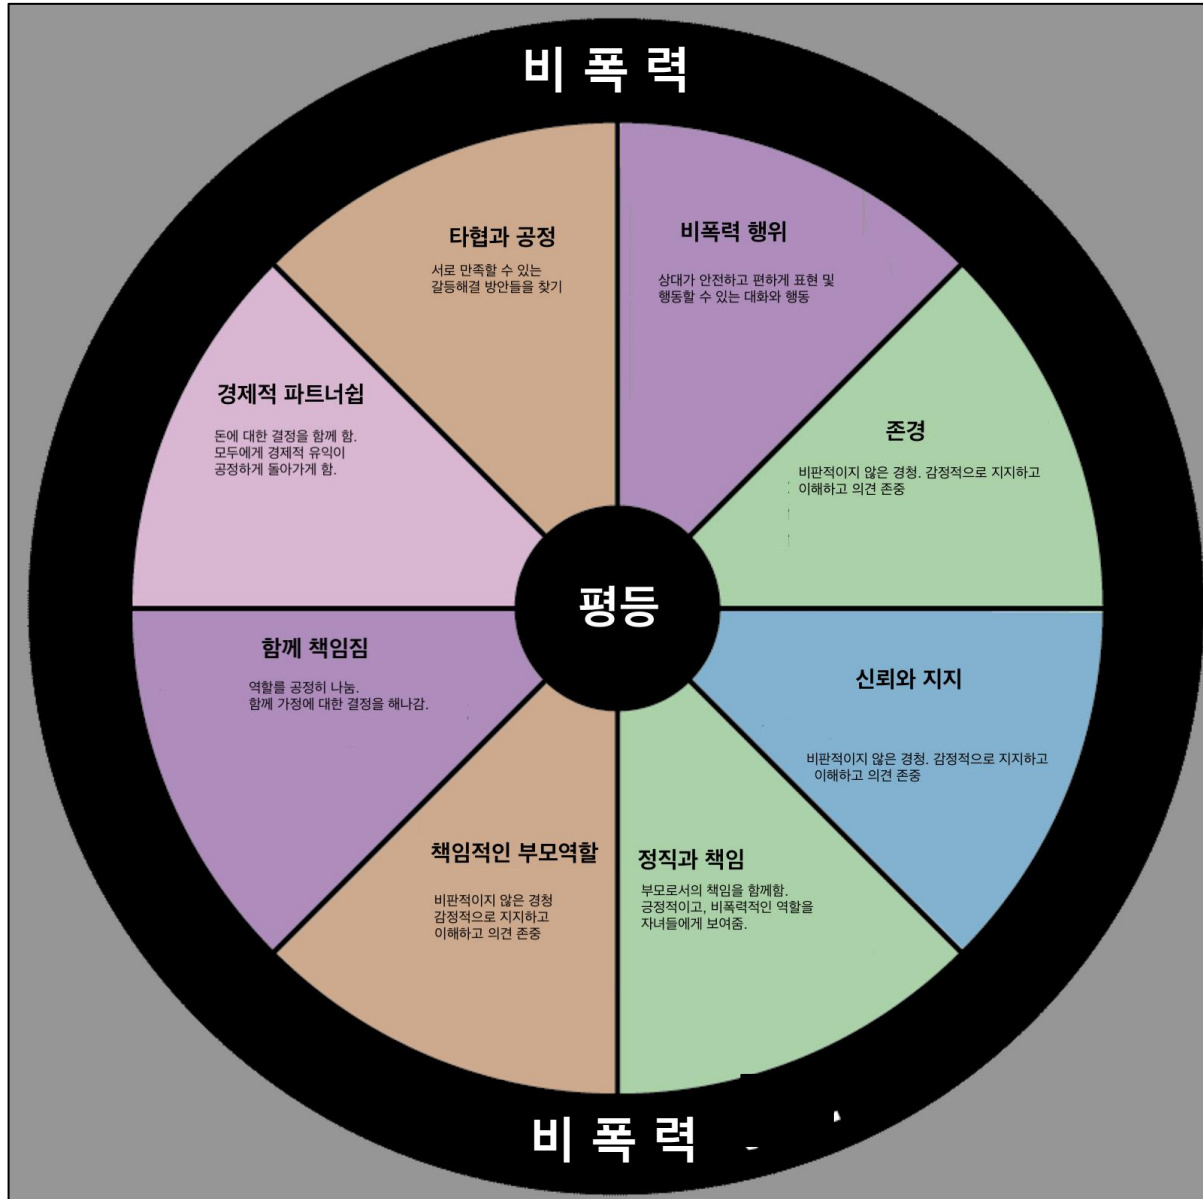 비 폭 력
타협과 공정
서로 만족할 수 있는
갈등해결 방안들을 찾기
비폭력 행위
상대가 안전하고 편하게 표현 및
행동할 수 있는 대화와 행동
경제적 파트너쉽
돈에 대한 결정을 함께 함.
모두에게 경제적 유익이
공정하게 돌아가게 함.
존경
비판적이지 않은 경청. 감정적으로 지지하고
이해하고 의견 존중
평등
함께 책임짐
역할를 공정히 나눔.
함께 가정에 대한 결정을 해나감.
신뢰와 지지
비판적이지 않은 경청. 감정적으로 지지하고
이해하고 의견 존중
책임적인 부모역할
비판적이지 않은 경청
감정적으로 지지하고
이해하고 의견 존중
정직과 책임
부모로서의 책임을 함께함.
긍정적이고, 비폭력적인 역할을
자녀들에게 보여줌.
비 폭 력